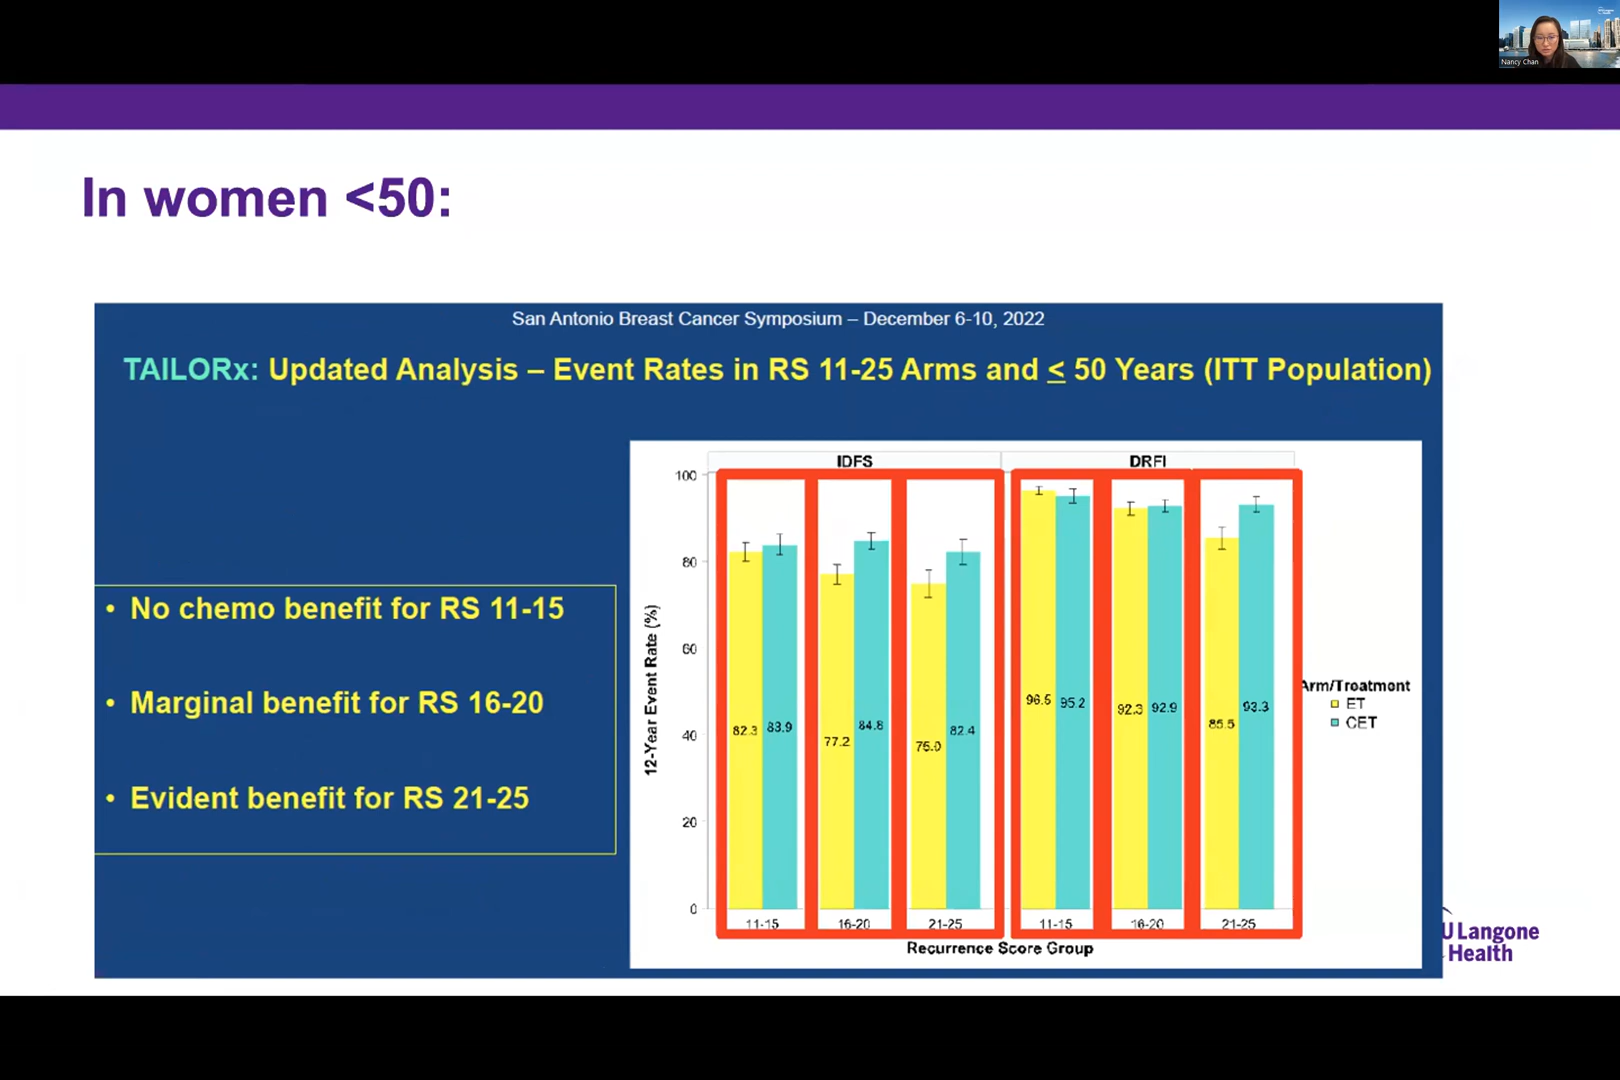 Nancy Chan
In women <50:
San Antonio Breast Cancer Symposium – December 6-10, 2022
TAILORx: Updated Analysis – Event Rates in RS 11-25 Arms and ≤ 50 Years (ITT Population)
• No chemo benefit for RS 11-15
• Marginal benefit for RS 16-20
• Evident benefit for RS 21-25
IDFS DRFI
12-Year Event Rate (%)
100
80
60
40
20
0
82.3 83.9 77.2 84.8 75.0 82.4 96.5 95.2 92.3 92.9 85.5 93.3
11-15 16-20 21-25 11-15 16-20 21-25
Recurrence Score Group
Arm/Treatment
ET
CET
U Langone
Health